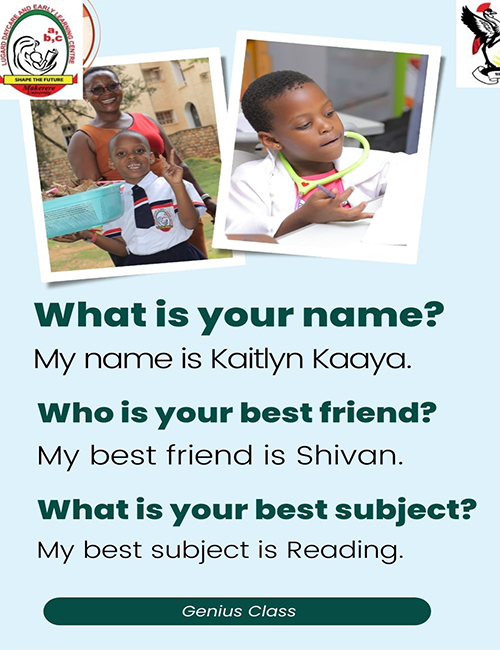 LUGARD DAYCARE AND EARLY LEARNING CENTRE
a,
b,c
SHAPE THE FUTURE
Makerere
What is your name?
My name is Kaitlyn Kaaya.
Who is your best friend?
My best friend is Shivan.
What is your best subject?
My best subject is Reading.
Genius Class